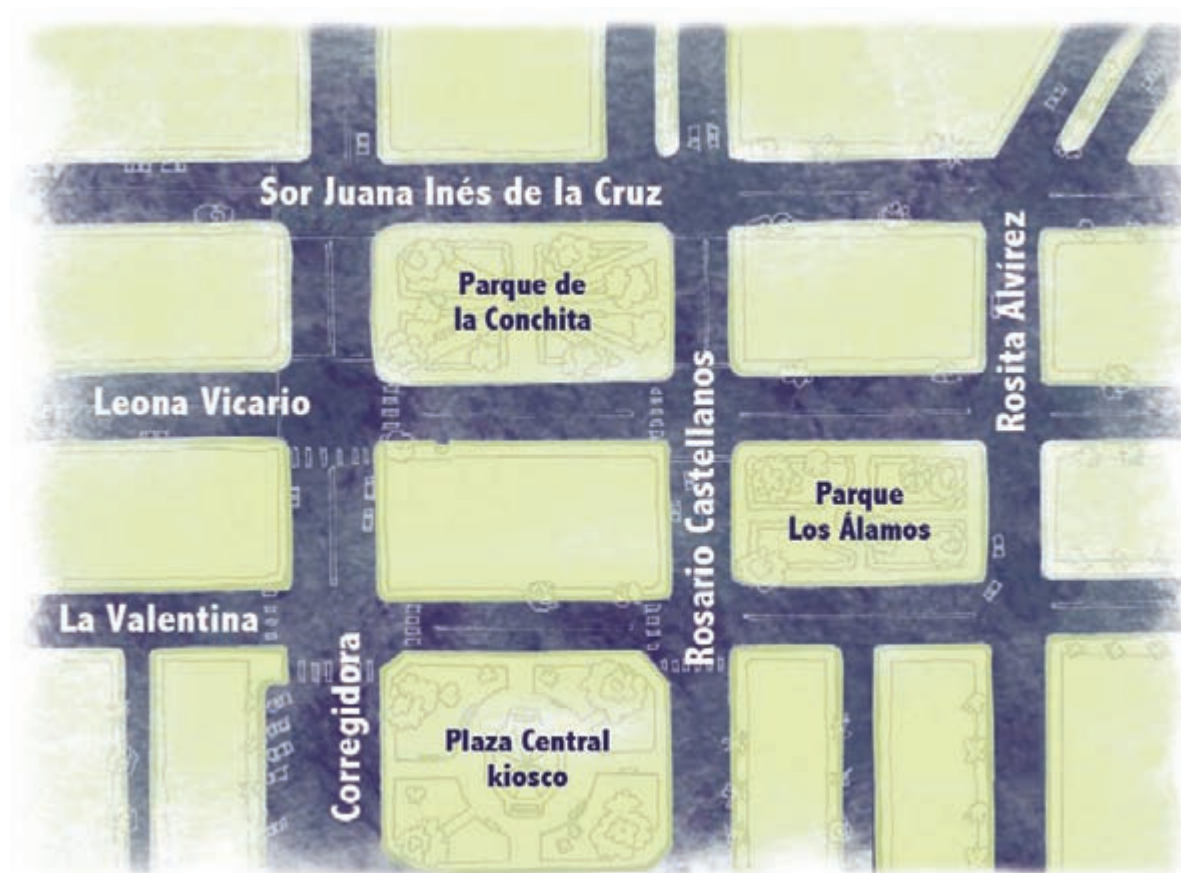 Sor Juana Inés de la Cruz
Parque de
la Conchita
Rosita Alvírez
Leona Vicario
Rosario Castellanos
Parque
Los Álamos
La Valentina
Corregidora
Plaza Central
kiosco